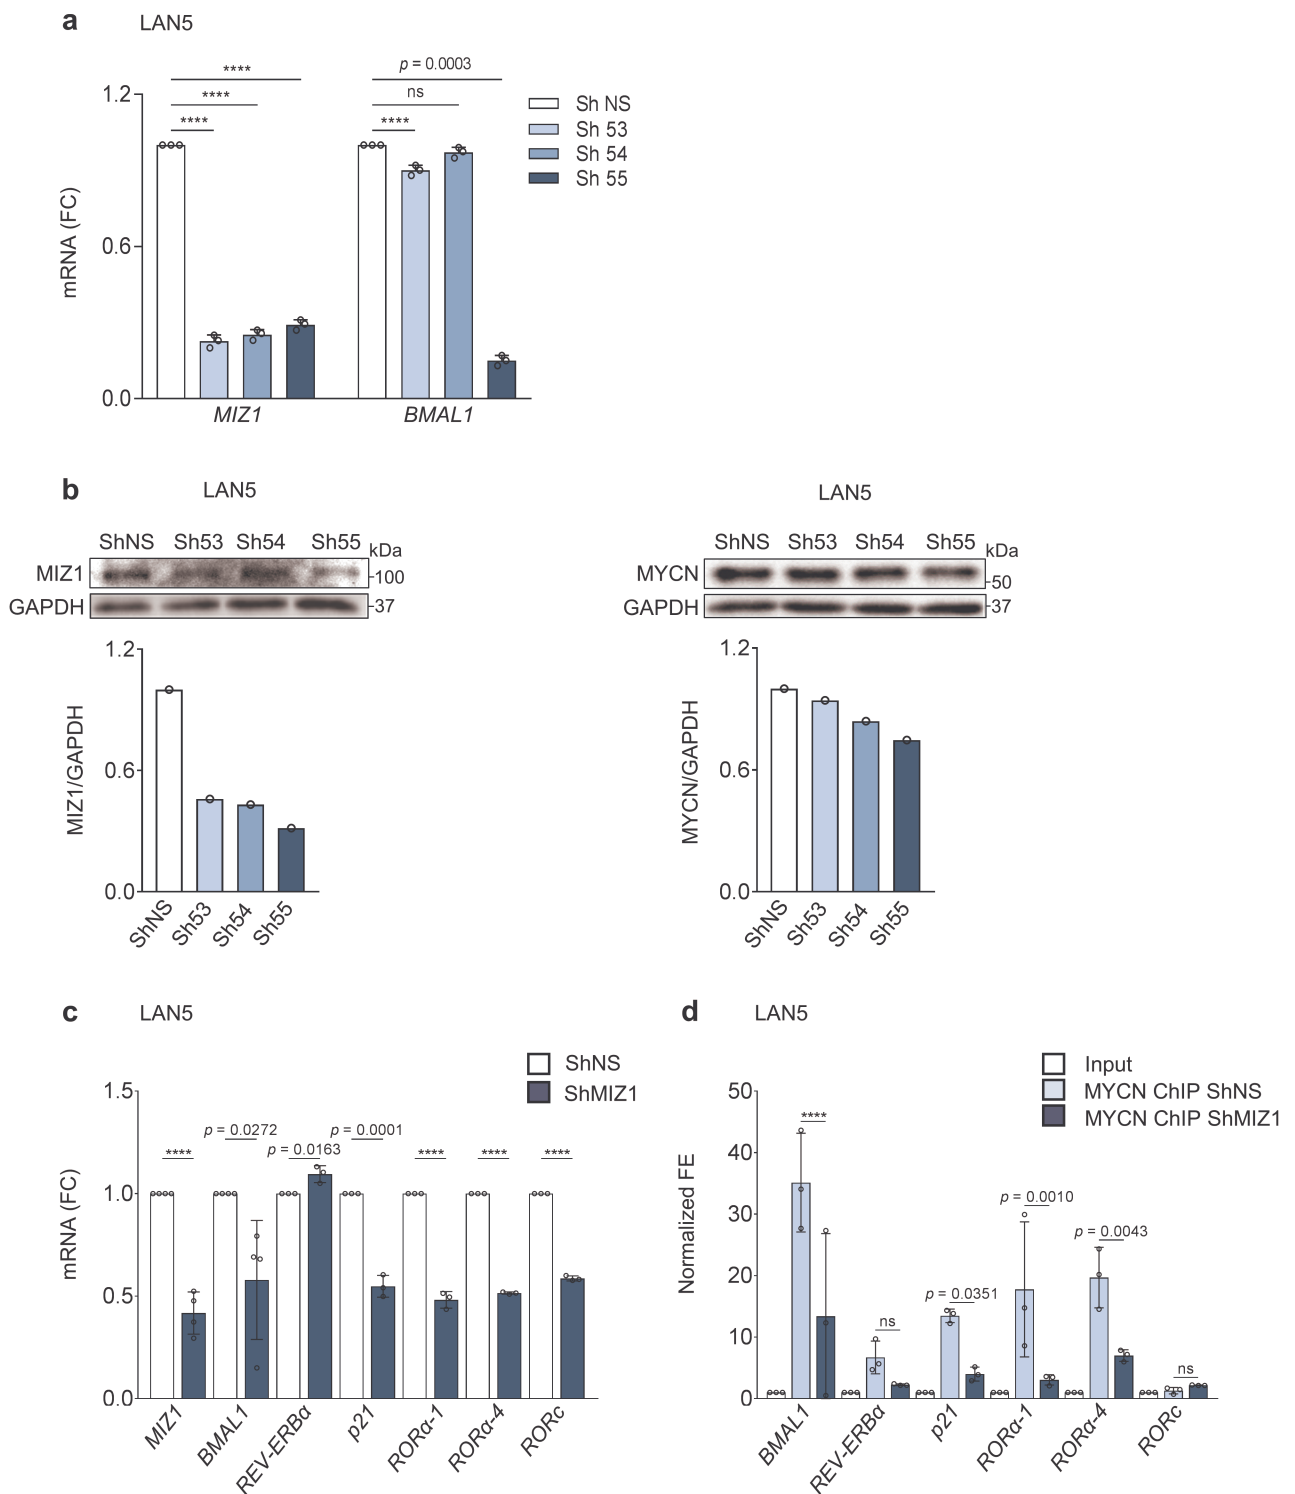 a LAN5
**** p = 0.0003
**** ns
**** ****
Sh NS
Sh 53
Sh 54
Sh 55
mRNA (FC)
1.2
0.6
0.0
MIZ1 BMAL1
b LAN5
ShNS Sh53 Sh54 Sh55
kDa
MIZ1 100
GAPDH 37
MIZ1/GAPDH
1.2
0.6
0.0
ShNS Sh53 Sh54 Sh55
LAN5
ShNS Sh53 Sh54 Sh55
kDa
MYCN 50
GAPDH 37
MYCN/GAPDH
1.2
0.6
0.0
ShNS Sh53 Sh54 Sh55
c LAN5
ShNS
ShMIZ1
mRNA (FC)
1.5
1.0
0.5
0.0
**** p = 0.0272 p = 0.0163 p = 0.0001 **** **** ****
MIZ1 BMAL1 REV-ERBα p21 RORα-1 RORα-4 RORc
d LAN5
Input
MYCN ChIP ShNS
MYCN ChIP ShMIZ1
Normalized FE
50
40
30
20
10
0
**** ns p = 0.0351 p = 0.0010 p = 0.0043 ns
BMAL1 REV-ERBα p21 RORα-1 RORα-4 RORc